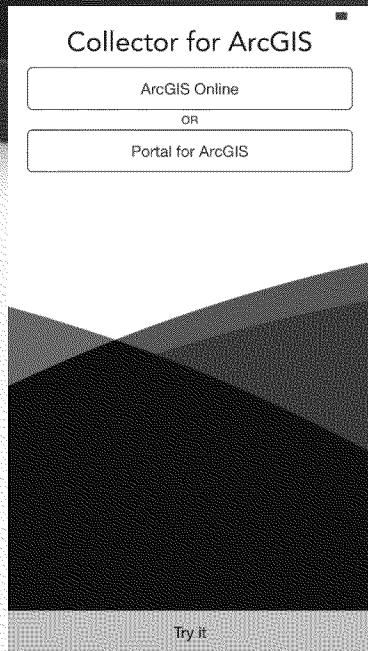 Collector for ArcGIS
ArcGIS Online
OR
Portal for ArcGIS
Try it